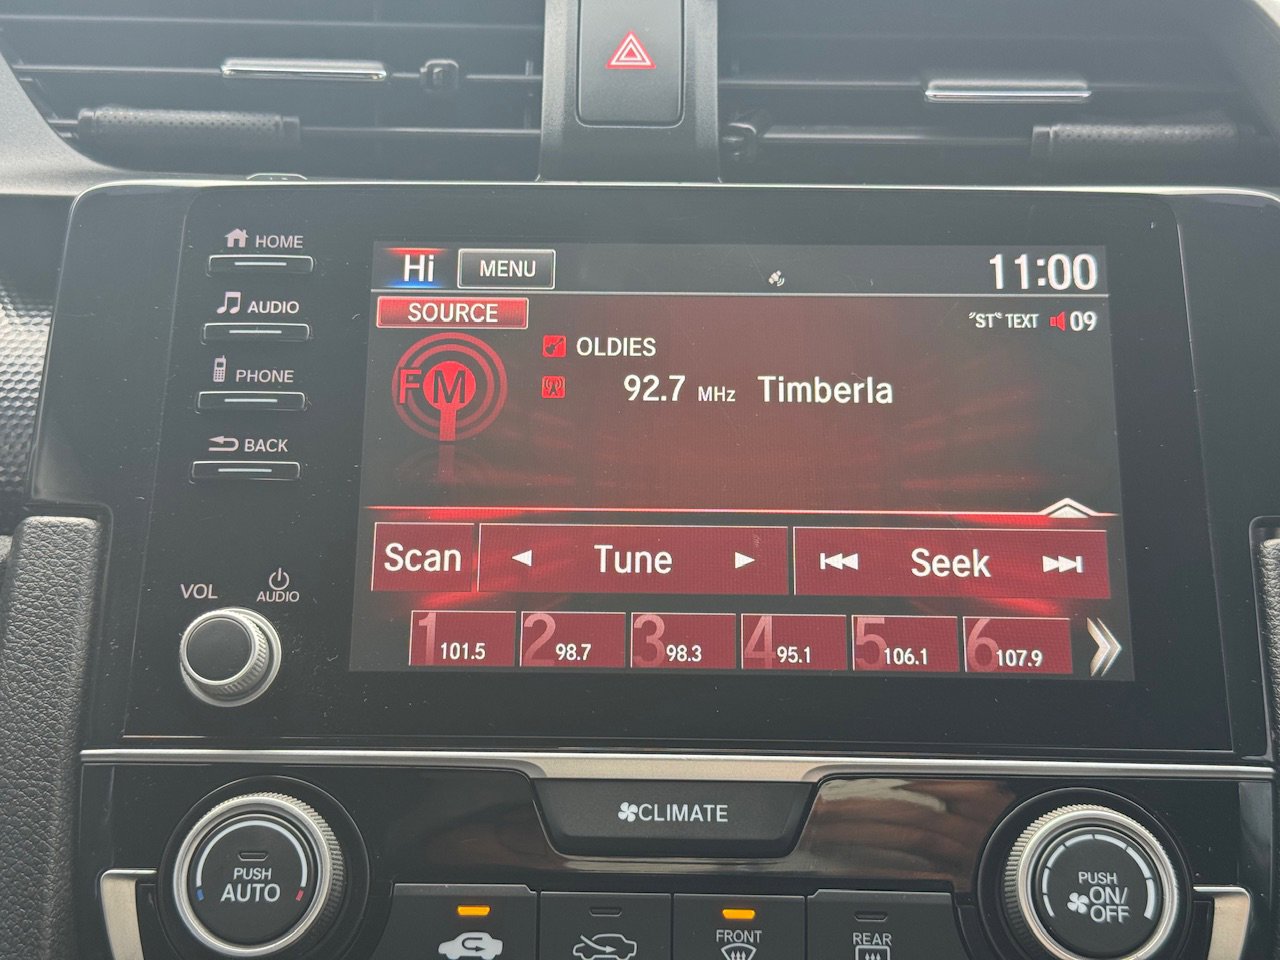 HOME
AUDIO
PHONE
BACK
VOL
AUDIO
Hi MENU 11:00
SOURCE "ST" TEXT 09
FM
OLDIES
92.7 MHz Timberla
Scan Tune Seek
1 101.5 2 98.7 3 98.3 4 95.1 5 106.1 6 107.9
CLIMATE
PUSH
AUTO
PUSH
ON/
OFF
FRONT
REAR